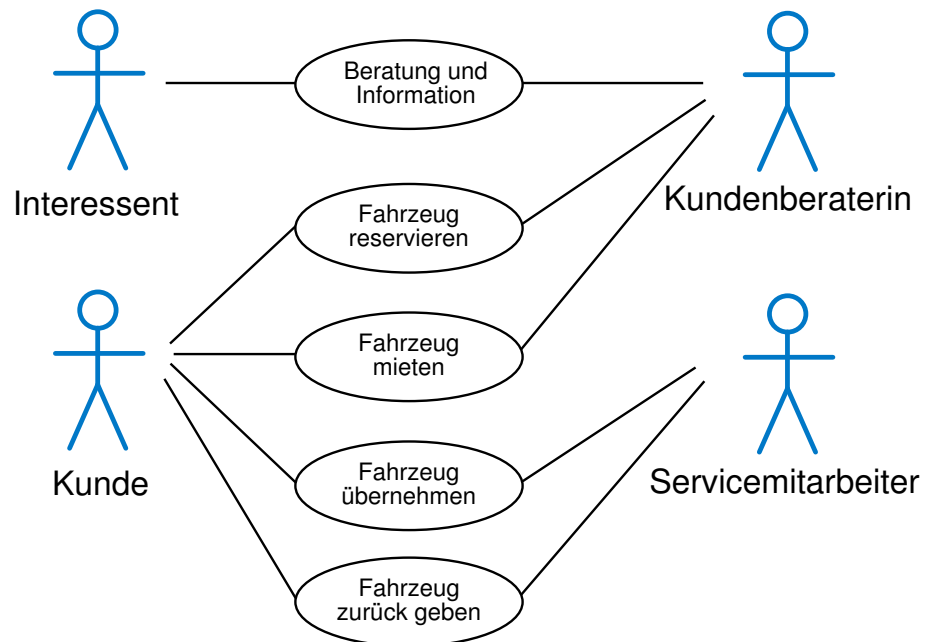 Beratung und
Information
Interessent
Kundenberaterin
Fahrzeug
reservieren
Fahrzeug
mieten
Kunde
Servicemitarbeiter
Fahrzeug
übernehmen
Fahrzeug
zurück geben